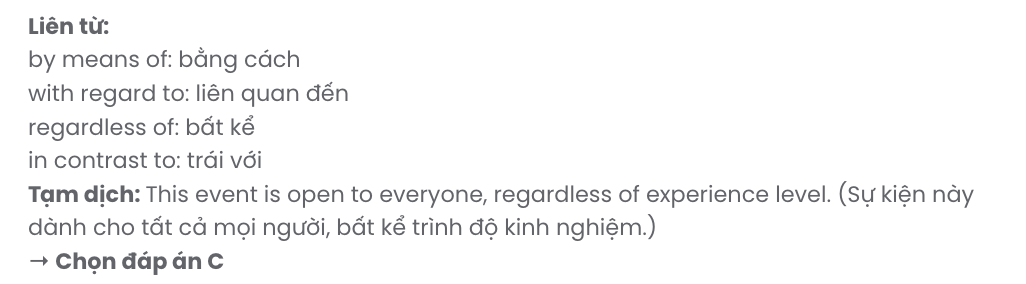 Liên từ:
by means of: bằng cách
with regard to: liên quan đến
regardless of: bất kể
in contrast to: trái với
Tạm dịch: This event is open to everyone, regardless of experience level. (Sự kiện này
dành cho tất cả mọi người, bất kể trình độ kinh nghiệm.)
→ Chọn đáp án C